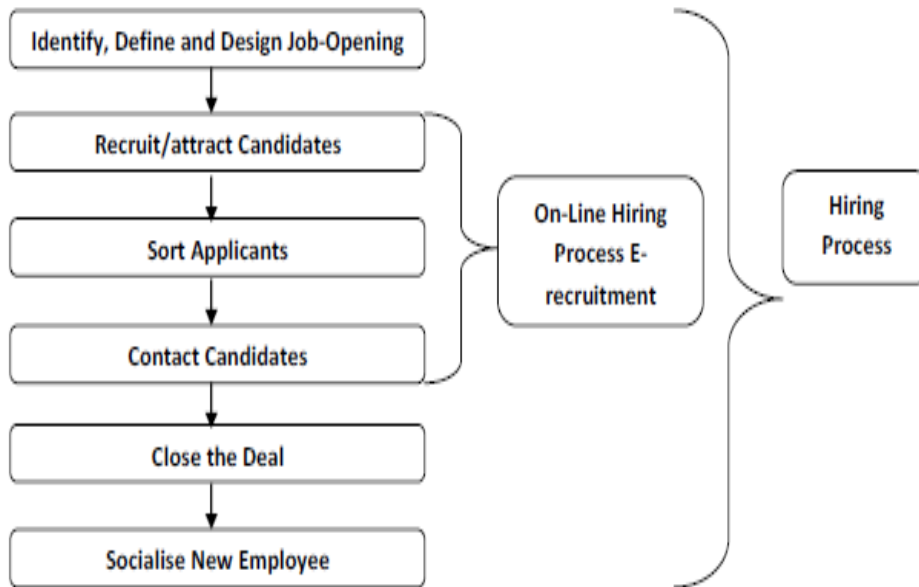 Identify, Define and Design Job-Opening
Recruit/attract Candidates
Sort Applicants
Contact Candidates
Close the Deal
Socialise New Employee
On-Line Hiring
Process E-
recruitment
Hiring
Process